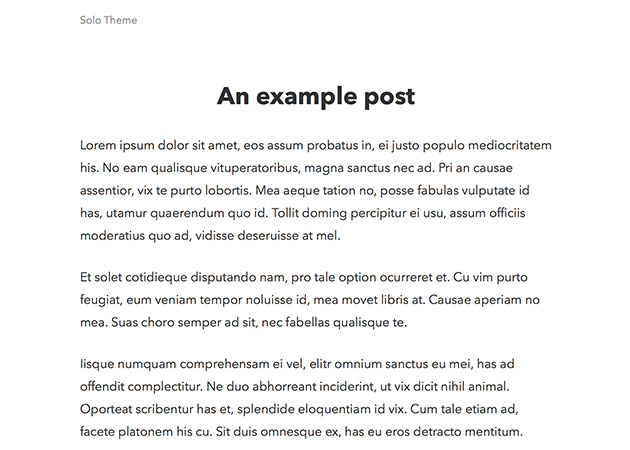 Solo Theme
An example post
Lorem ipsum dolor sit amet, eos assum probatus in, ei justo populo mediocritatem
his. No eam qualisque vituperatoribus, magna sanctus nec ad. Pri an causae
assentior, vix te purto lobortis. Mea aeque tation no, posse fabulas vulputate id
has, utamur quaerendum quo id. Tollit doming percipitur ei usu, assum officiis
moderatius quo ad, vidisse deseruisse at mel.
Et solet cotidieque disputando nam, pro tale option ocurreret et. Cu vim purto
feugiat, eum veniam tempor noluisse id, mea movet libris at. Causae aperiam no
mea. Suas choro semper ad sit, nec fabellas qualisque te.
Iisque numquam comprehensam ei vel, elitr omnium sanctus eu mei, has ad
offendit complectitur. Ne duo abhorreant inciderint, ut vix dicit nihil animal.
Oporteat scribentur has et, splendide eloquentiam id vix. Cum tale etiam ad,
facete platonem his cu. Sit duis omnesque ex, has eu eros detracto mentitum.